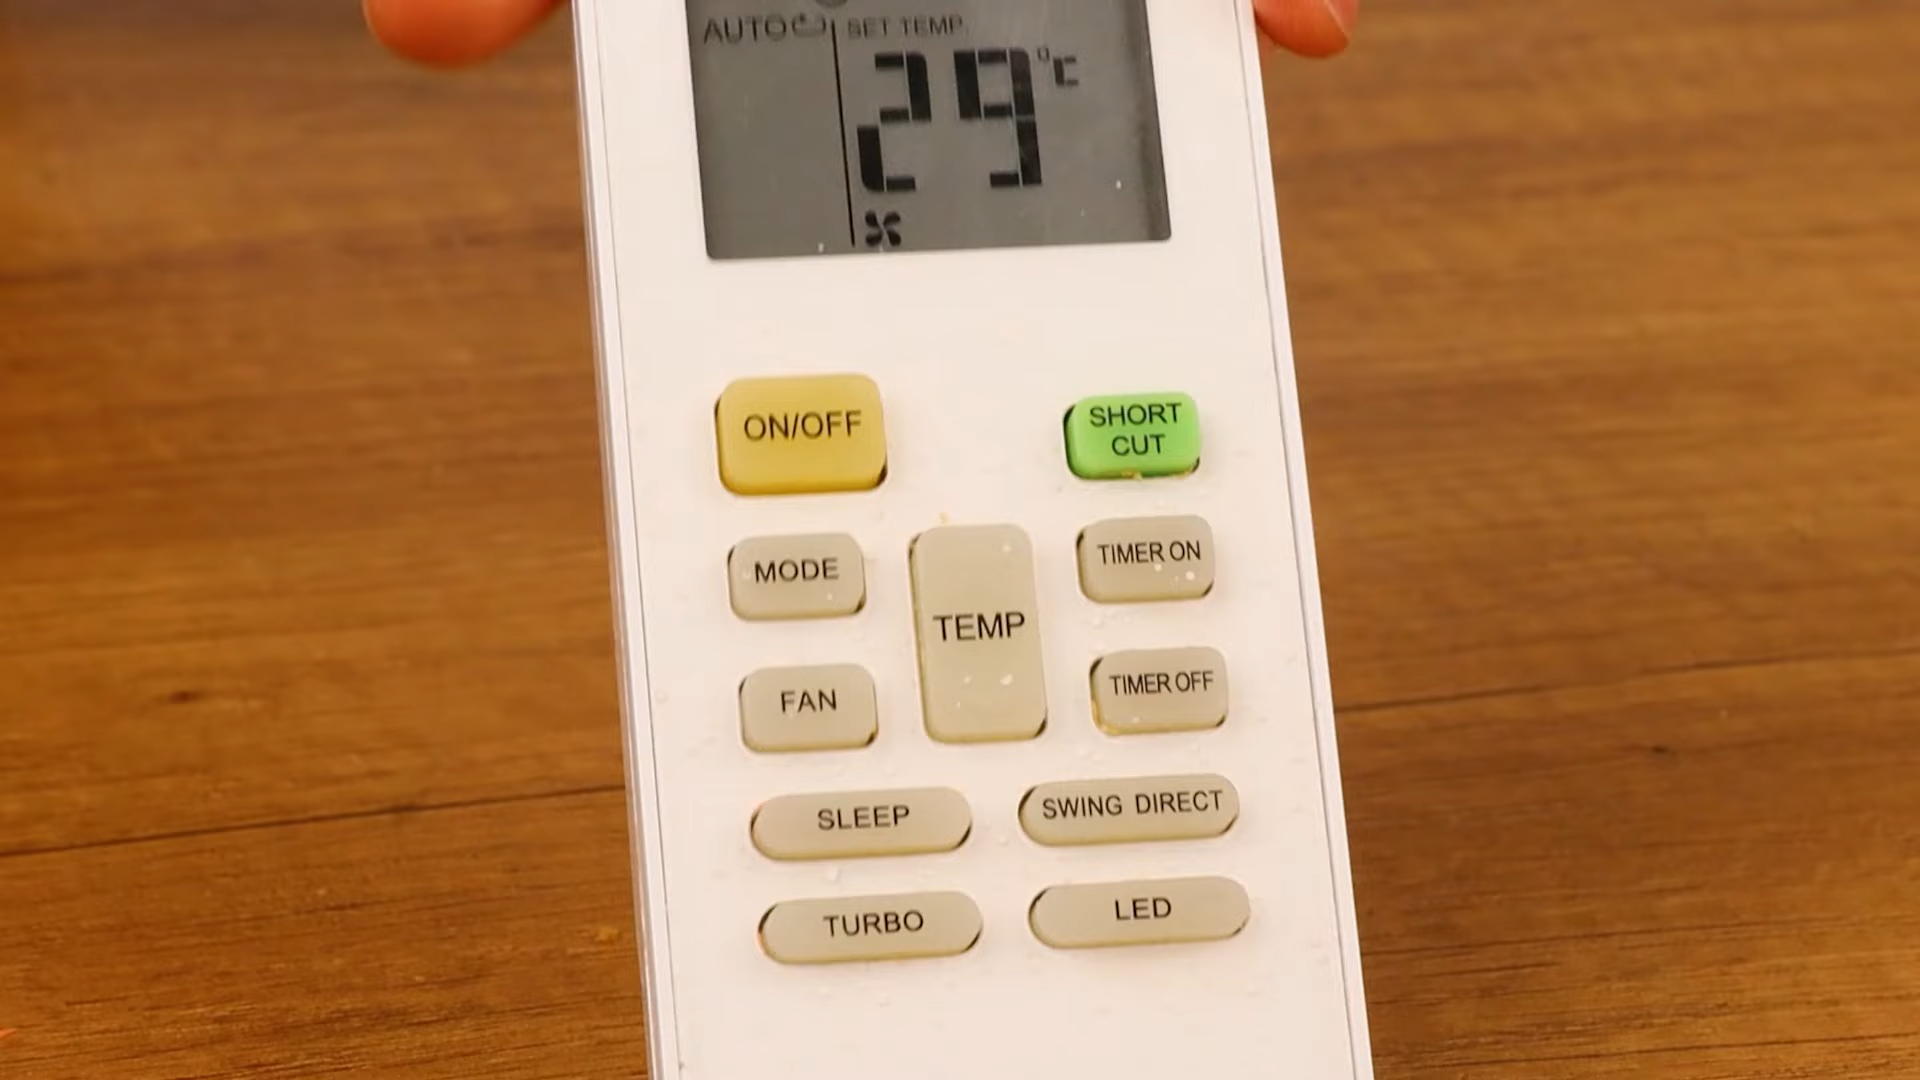 AUTO SET TEMP.
29°C
ON/OFF
SHORT
CUT
MODE
TEMP
TIMER ON
FAN
TIMER OFF
SLEEP
SWING DIRECT
TURBO
LED